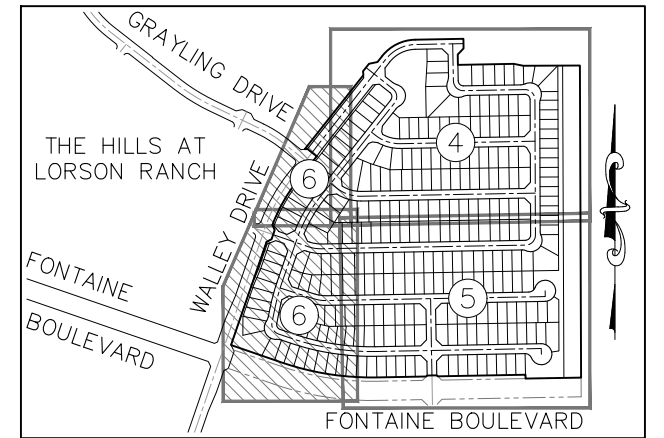 GRAYLING DRIVE
THE HILLS AT
LORSON RANCH
WALLEY DRIVE
FONTAINE
BOULEVARD
4
6
5
6
FONTAINE BOULEVARD